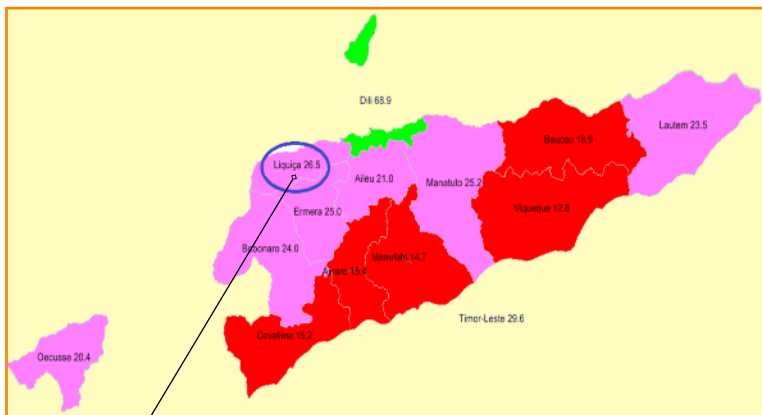 Dili 68.9
Baucau 18.9
Lautem 23.5
Liquiça 26.5
Aileu 21.0
Manatuto 25.2
Ermera 25.0
Viqueque 12.8
Bobonaro 24.0
Manufahi 14.7
Ainaro 15.4
Timor-Leste 29.6
Covalima 15.2
Oecusse 20.4